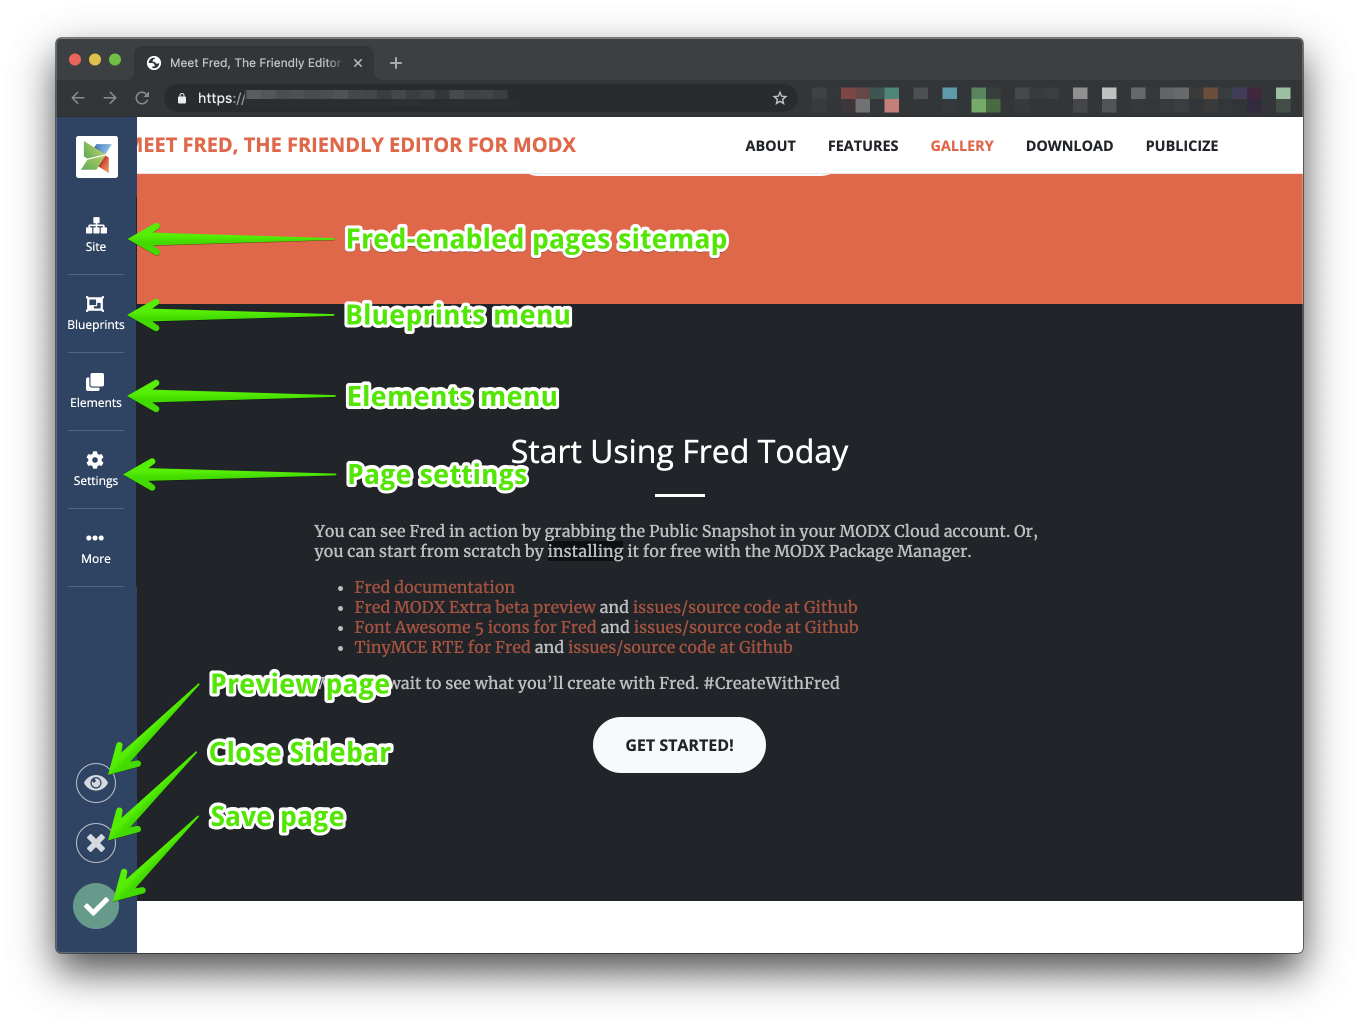 Meet Fred, The Friendly Editor
https://
MEET FRED, THE FRIENDLY EDITOR FOR MODX
ABOUT FEATURES GALLERY DOWNLOAD PUBLICIZE
Site
Fred-enabled pages sitemap
Blueprints
Blueprints menu
Elements
Elements menu
Settings
Page settings
More
Start Using Fred Today
You can see Fred in action by grabbing the Public Snapshot in your MODX Cloud account. Or,
you can start from scratch by installing it for free with the MODX Package Manager.
• Fred documentation
• Fred MODX Extra beta preview and issues/source code at Github
• Font Awesome 5 icons for Fred and issues/source code at Github
• TinyMCE RTE for Fred and issues/source code at Github
wait to see what you’ll create with Fred. #CreateWithFred
GET STARTED!
Preview page
Close Sidebar
Save page